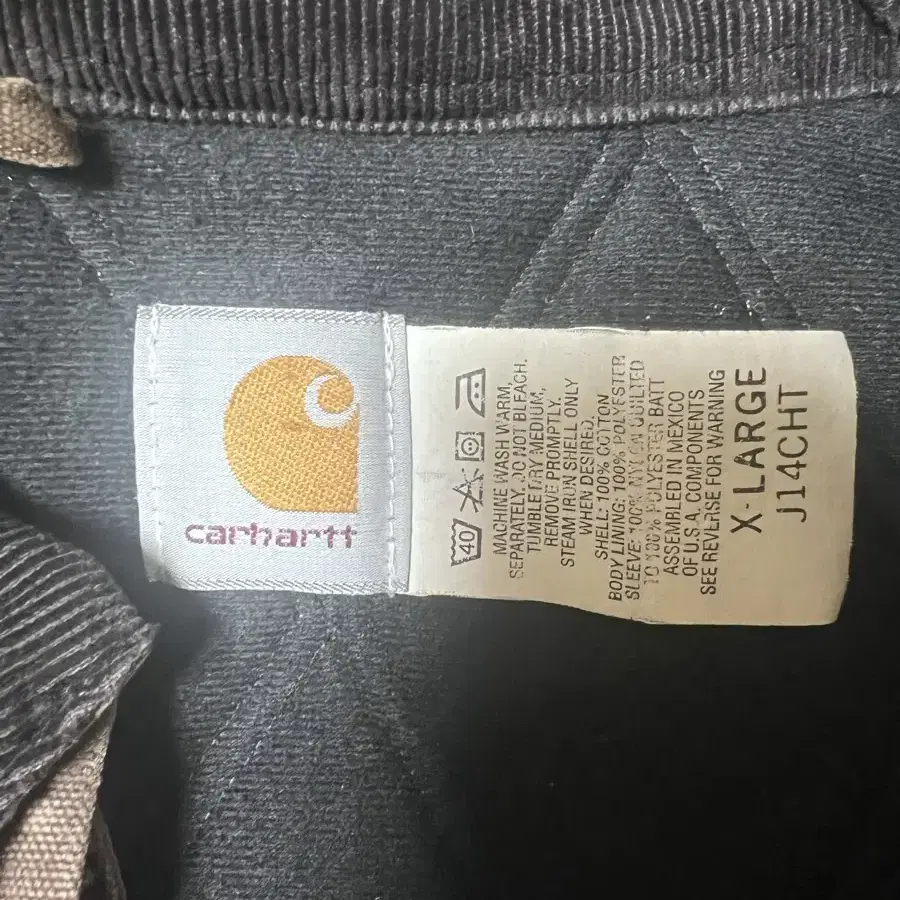 carhartt
40
MACHINE WASH WARM,
SEPARATELY, DO NOT BLEACH.
TUMBLE DRY MEDIUM,
REMOVE PROMPTLY.
STEAM IRON SHELL ONLY
WHEN DESIRED.
SHELL: 100% COTTON
BODY LINING: 100% POLYESTER
SLEEVE: 100% NYLON QUILTED
TO 100% POLYESTER BATT
ASSEMBLED IN MEXICO
OF U.S.A. COMPONENTS
SEE REVERSE FOR WARNING
X-LARGE
J14CHT